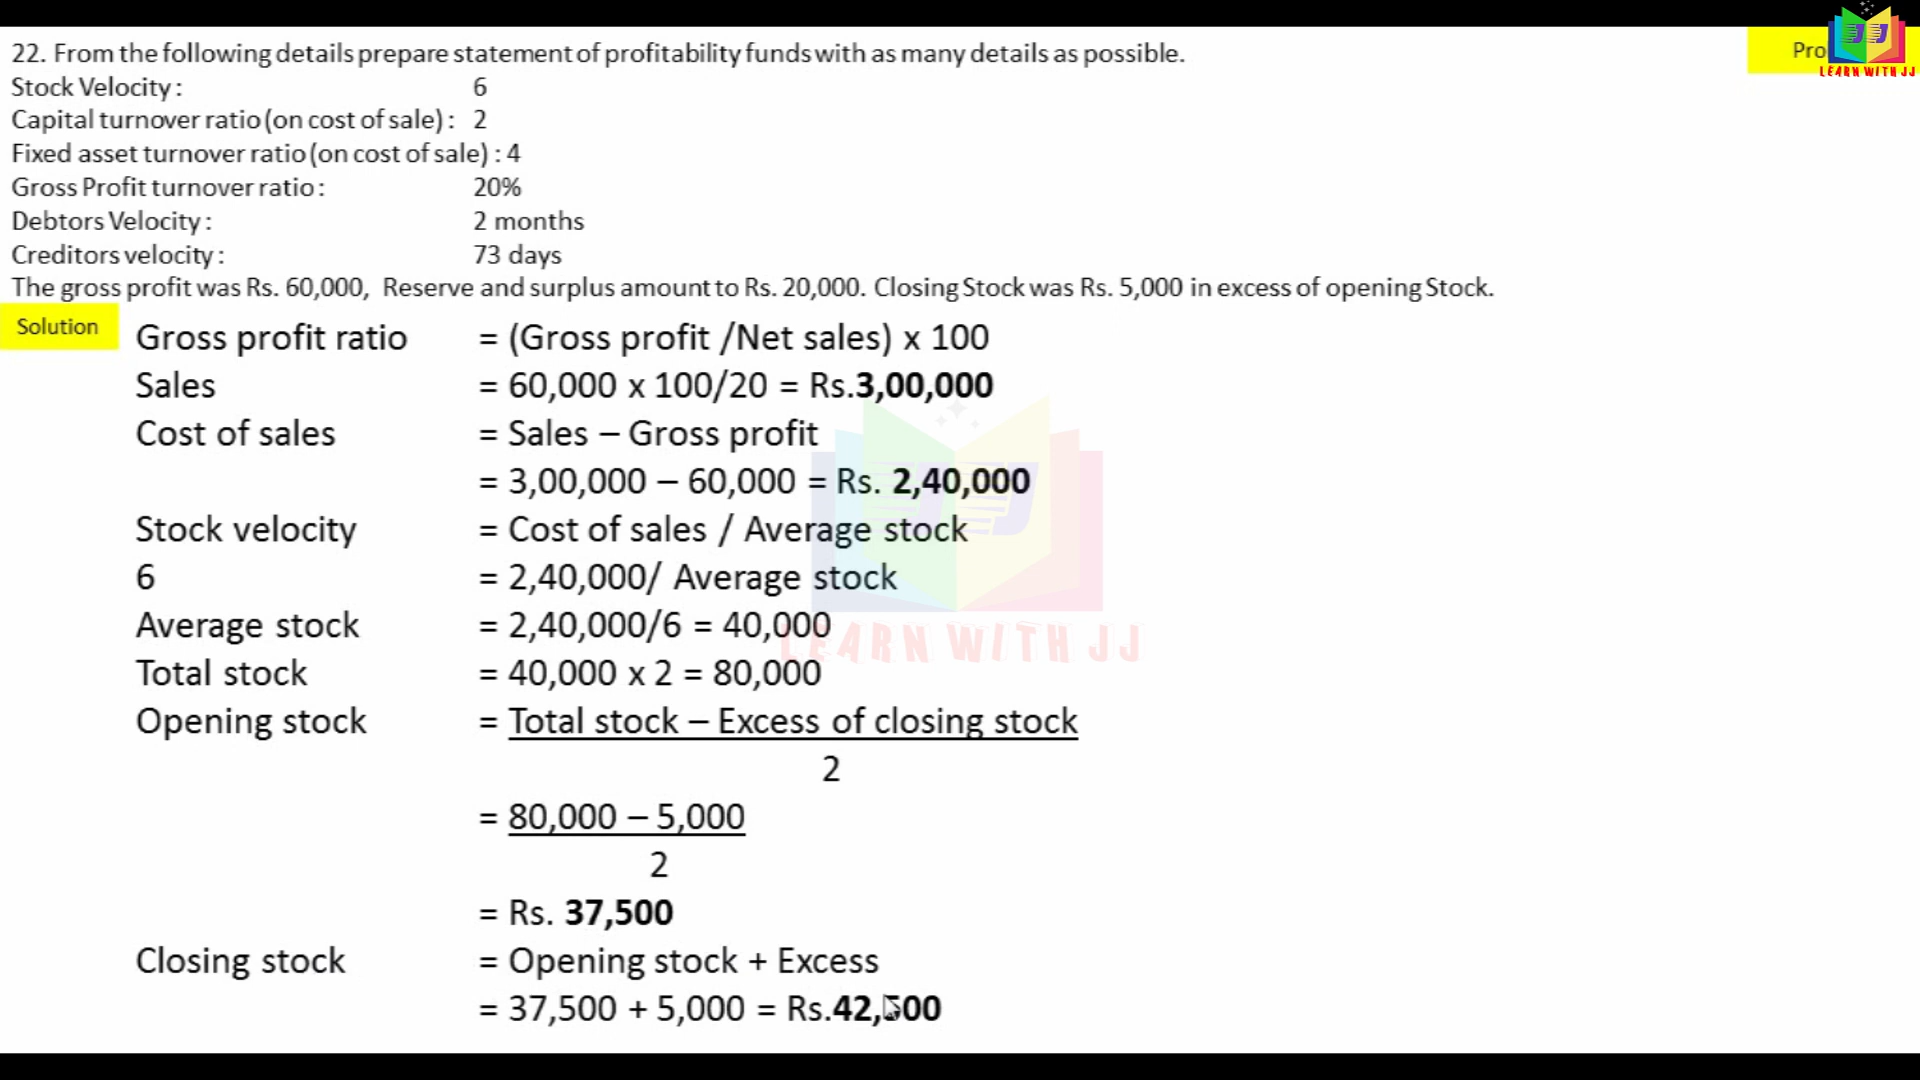 22. From the following details prepare statement of profitability funds with as many details as possible.
Pro
LEARN WITH JJ
Stock Velocity : 6
Capital turnover ratio (on cost of sale) : 2
Fixed asset turnover ratio (on cost of sale) : 4
Gross Profit turnover ratio : 20%
Debtors Velocity : 2 months
Creditors velocity : 73 days
The gross profit was Rs. 60,000, Reserve and surplus amount to Rs. 20,000. Closing Stock was Rs. 5,000 in excess of opening Stock.
Solution
Gross profit ratio = (Gross profit /Net sales) x 100
Sales = 60,000 x 100/20 = Rs.3,00,000
Cost of sales = Sales – Gross profit
= 3,00,000 – 60,000 = Rs. 2,40,000
Stock velocity = Cost of sales / Average stock
6 = 2,40,000/ Average stock
Average stock = 2,40,000/6 = 40,000
LEARN WITH JJ
Total stock = 40,000 x 2 = 80,000
Opening stock = Total stock – Excess of closing stock
2
= 80,000 – 5,000
2
= Rs. 37,500
Closing stock = Opening stock + Excess
= 37,500 + 5,000 = Rs.42,500